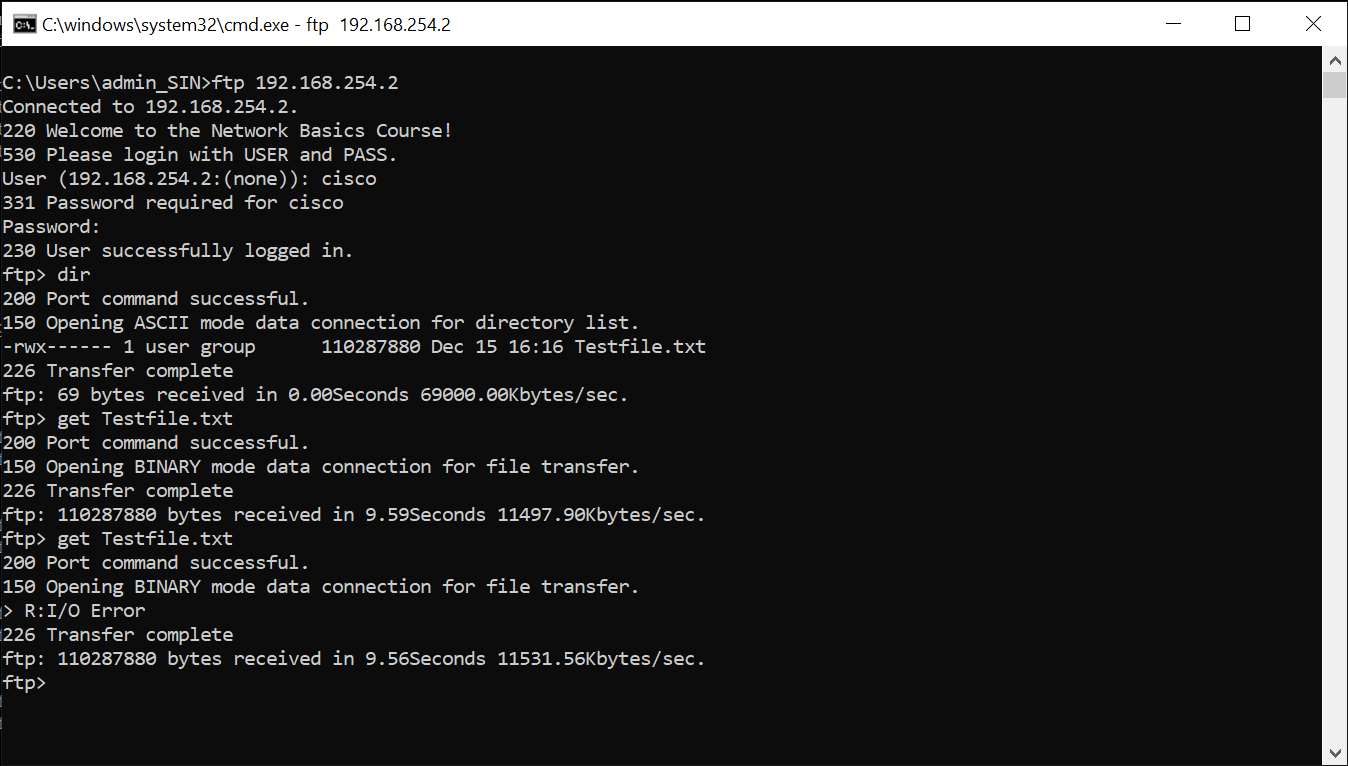 C:\windows\system32\cmd.exe - ftp  192.168.254.2
C:\Users\admin_SIN>ftp 192.168.254.2
Connected to 192.168.254.2.
220 Welcome to the Network Basics Course!
530 Please login with USER and PASS.
User (192.168.254.2:(none)): cisco
331 Password required for cisco
Password:
230 User successfully logged in.
ftp> dir
200 Port command successful.
150 Opening ASCII mode data connection for directory list.
-rwx------ 1 user group      110287880 Dec 15 16:16 Testfile.txt
226 Transfer complete
ftp: 69 bytes received in 0.00Seconds 69000.00Kbytes/sec.
ftp> get Testfile.txt
200 Port command successful.
150 Opening BINARY mode data connection for file transfer.
226 Transfer complete
ftp: 110287880 bytes received in 9.59Seconds 11497.90Kbytes/sec.
ftp> get Testfile.txt
200 Port command successful.
150 Opening BINARY mode data connection for file transfer.
> R:I/O Error
226 Transfer complete
ftp: 110287880 bytes received in 9.56Seconds 11531.56Kbytes/sec.
ftp>